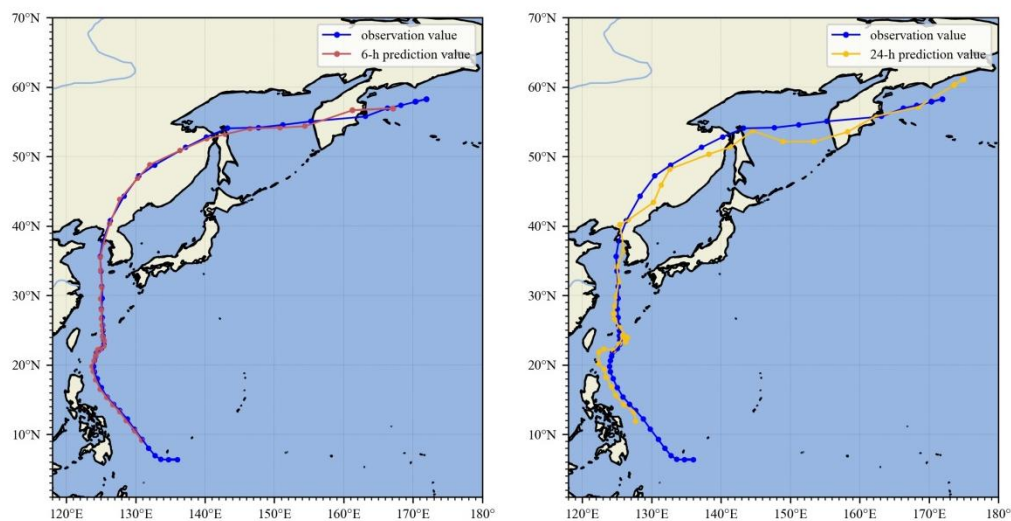 70°N
60°N
50°N
40°N
30°N
20°N
10°N
120°E 130°E 140°E 150°E 160°E 170°E 180°
observation value
6-h prediction value
70°N
60°N
50°N
40°N
30°N
20°N
10°N
120°E 130°E 140°E 150°E 160°E 170°E 180°
observation value
24-h prediction value